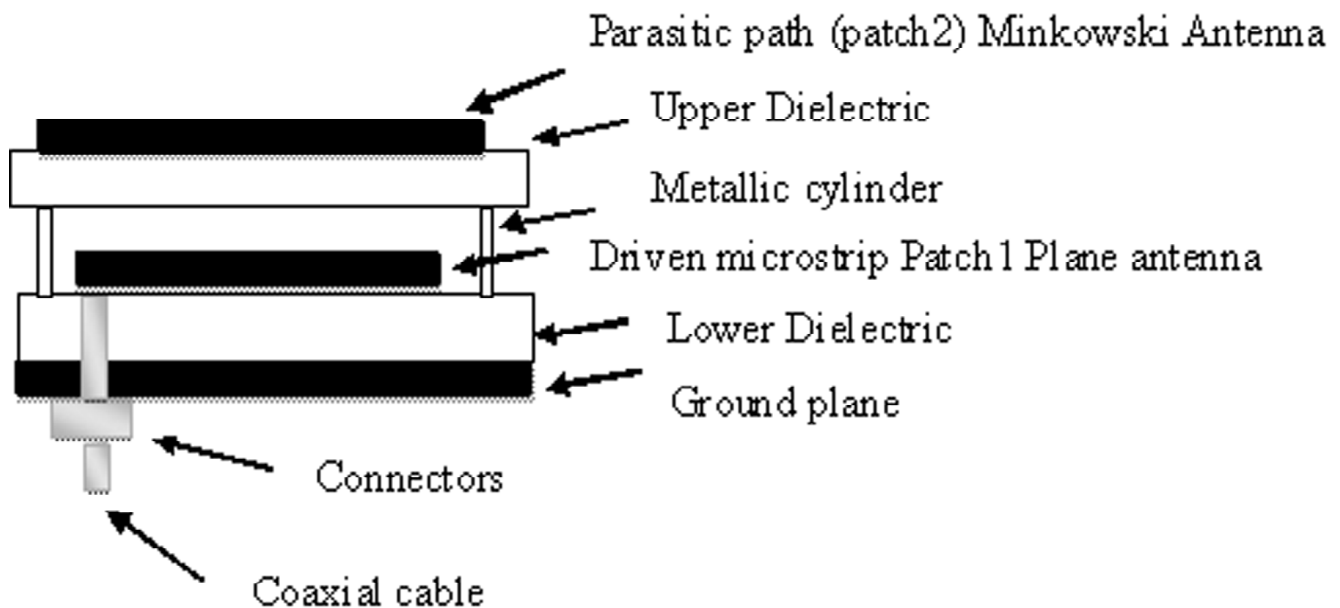 Parasitic path (patch2) Minkowski Antenna
Upper Dielectric
Metallic cylinder
Driven microstrip Patch1 Plane antenna
Lower Dielectric
Ground plane
Connectors
Coaxial cable